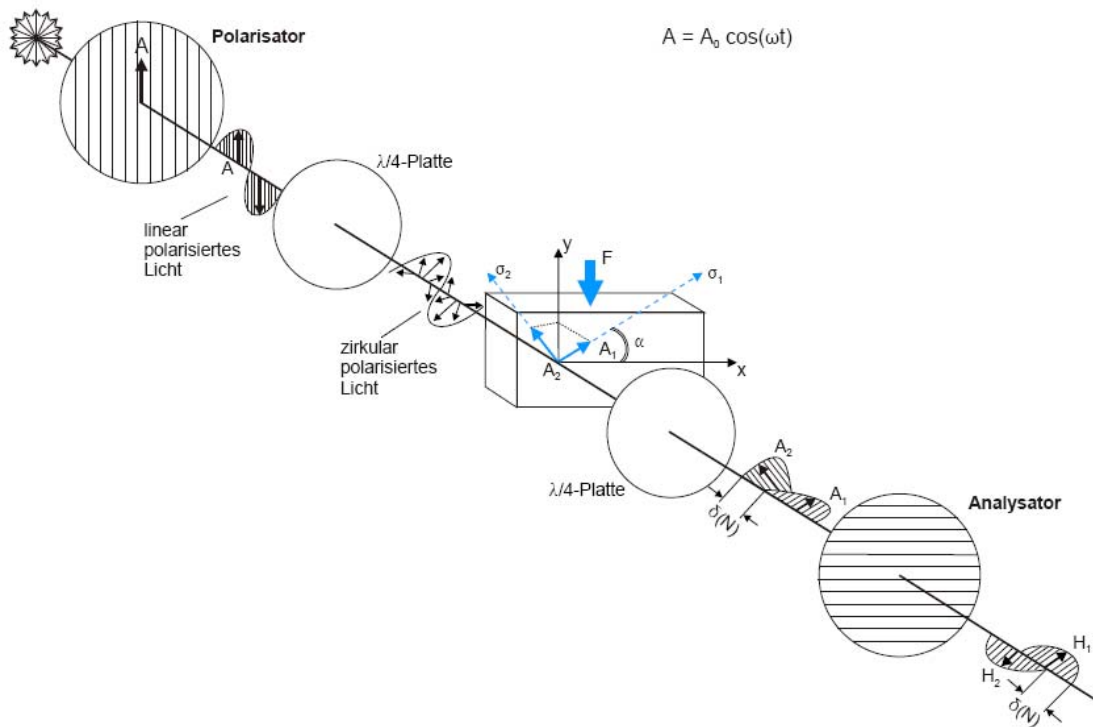 Polarisator
A = A₀ cos(ωt)
A
λ/4-Platte
A
linear
polarisiertes
Licht
y
F
σ₂
σ₁
zirkular
polarisiertes
Licht
A₁
α
A₂
x
λ/4-Platte
A₂
A₁
δ(N)
Analysator
H₁
H₂
δ(N)